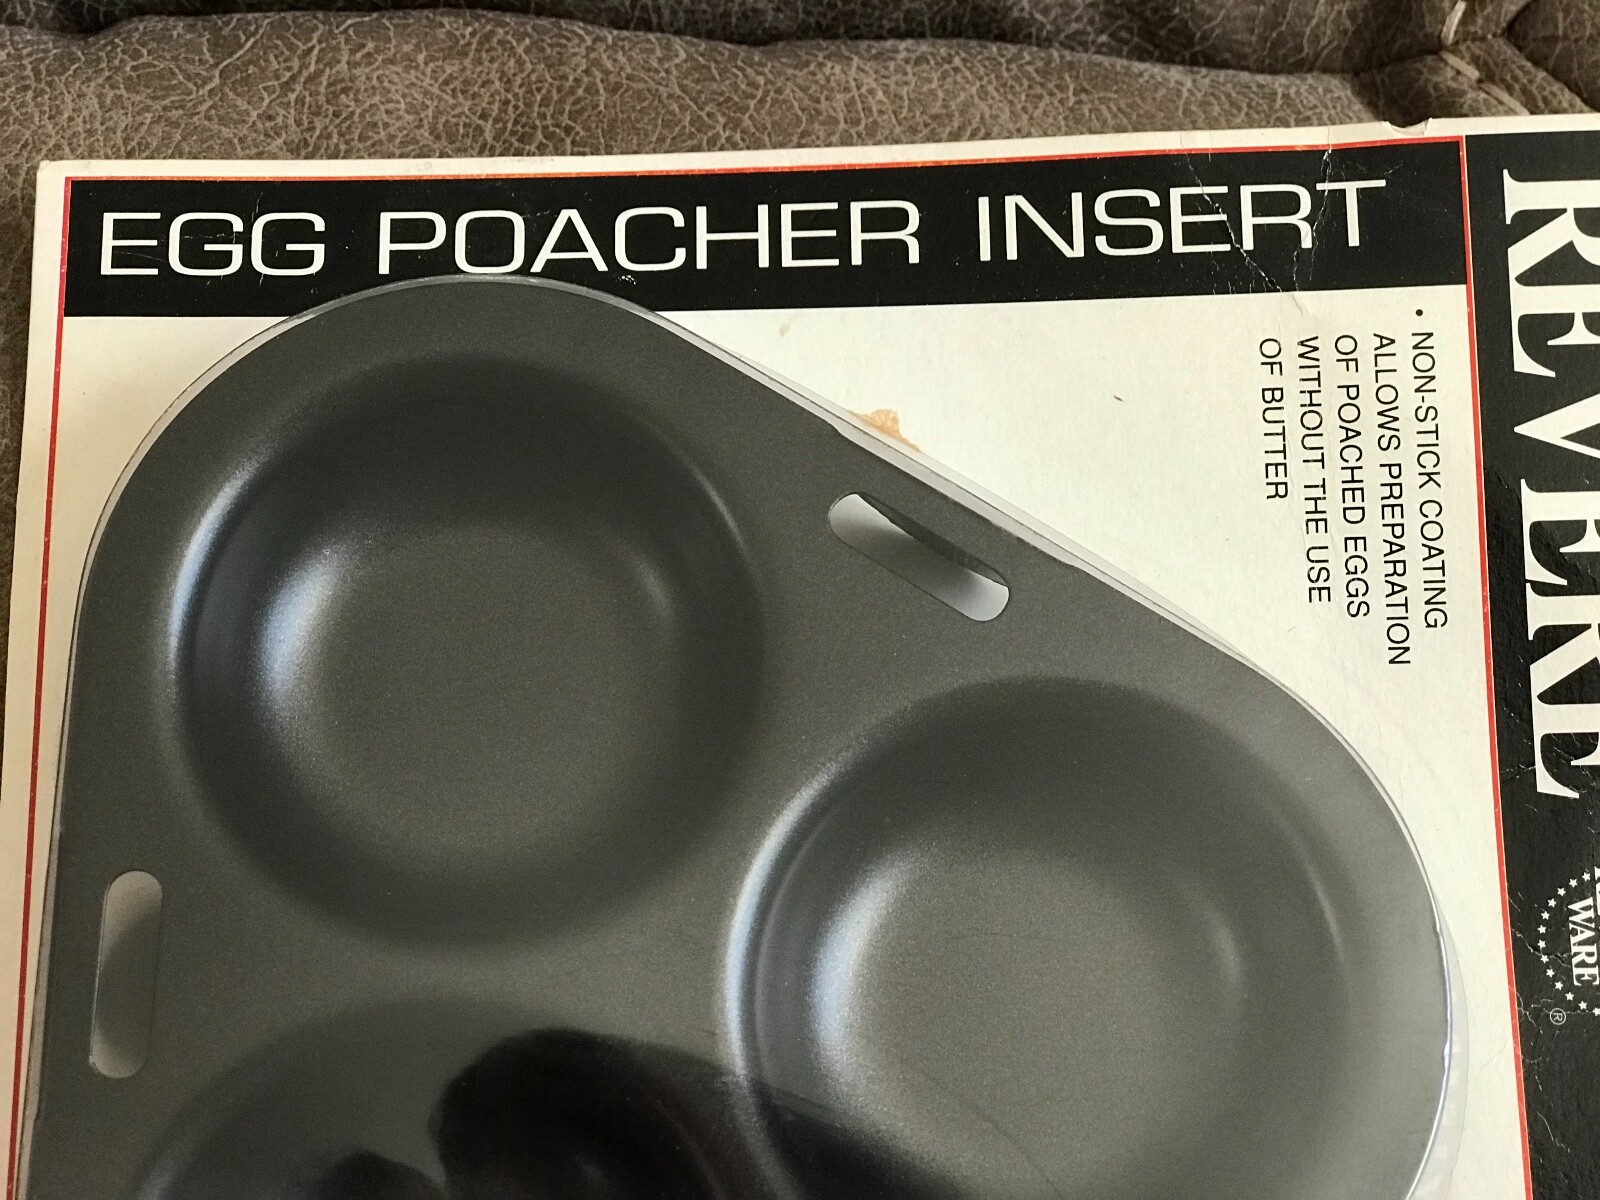 EGG POACHER INSERT
• NON-STICK COATING
ALLOWS PREPARATION
OF POACHED EGGS
WITHOUT THE USE
OF BUTTER
REVERE
WARE
®